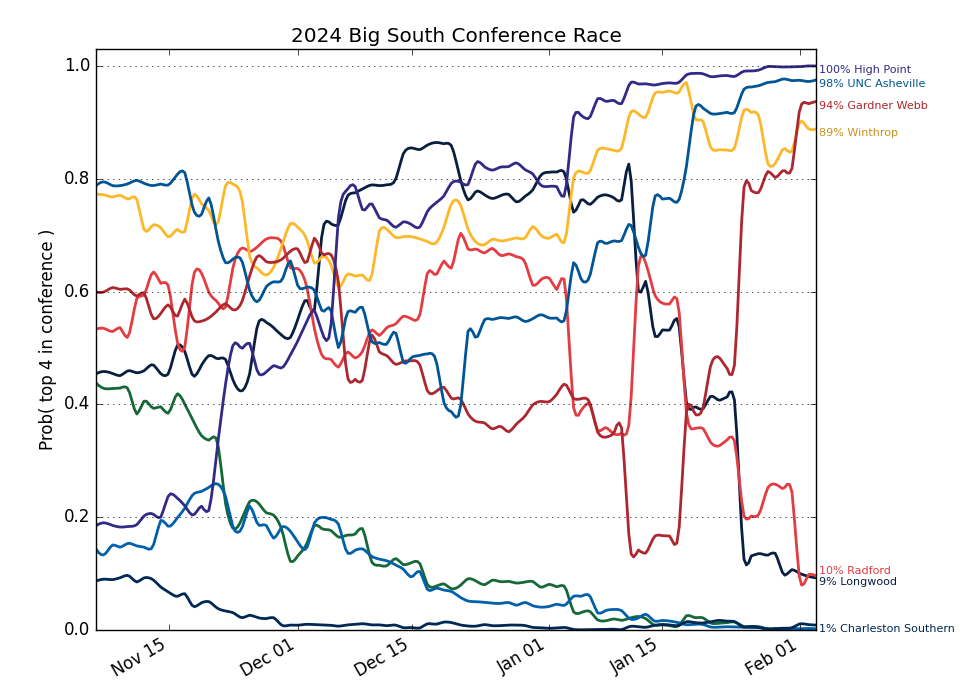 2024 Big South Conference Race
Prob( top 4 in conference )
1.0
0.8
0.6
0.4
0.2
0.0
Nov 15
Dec 01
Dec 15
Jan 01
Jan 15
Feb 01
100% High Point
98% UNC Asheville
94% Gardner Webb
89% Winthrop
10% Radford
9% Longwood
1% Charleston Southern